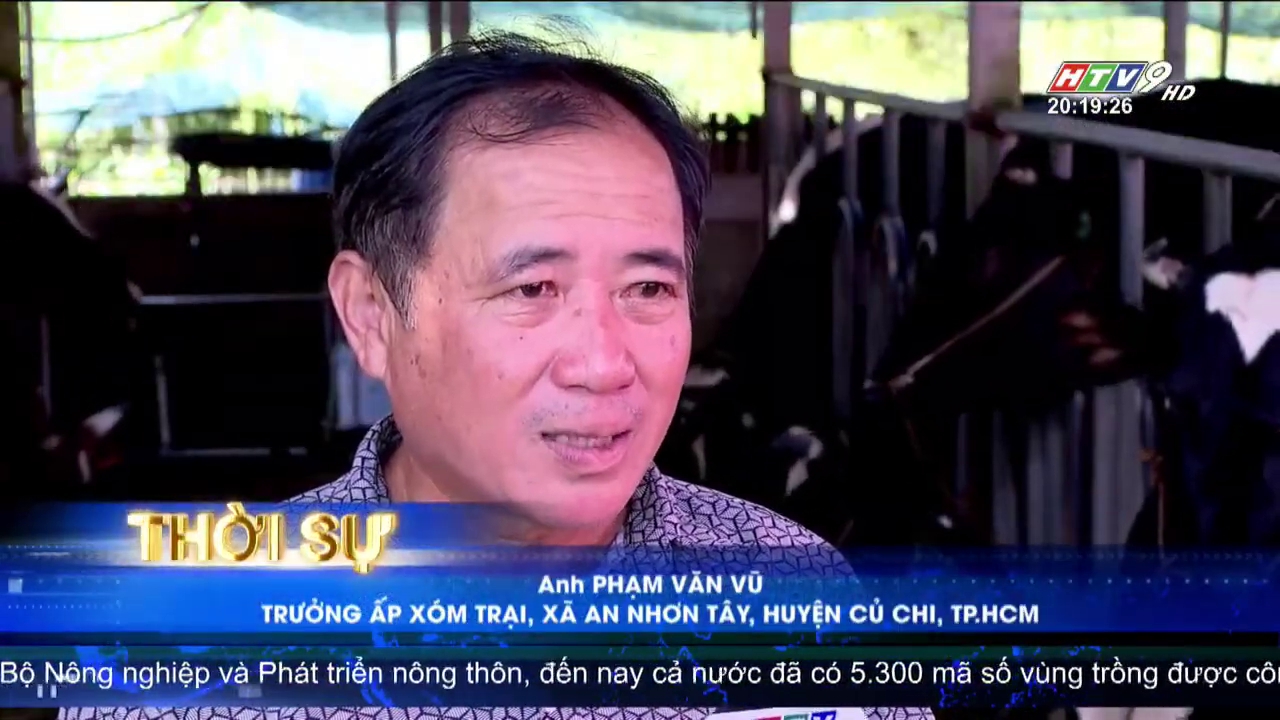 HTV9 HD
20:19:26
THỜI SỰ
Anh PHẠM VĂN VŨ
TRƯỞNG ẤP XÓM TRẠI, XÃ AN NHƠN TÂY, HUYỆN CỦ CHI, TP.HCM
Bộ Nông nghiệp và Phát triển nông thôn, đến nay cả nước đã có 5.300 mã số vùng trồng được côn
HTV